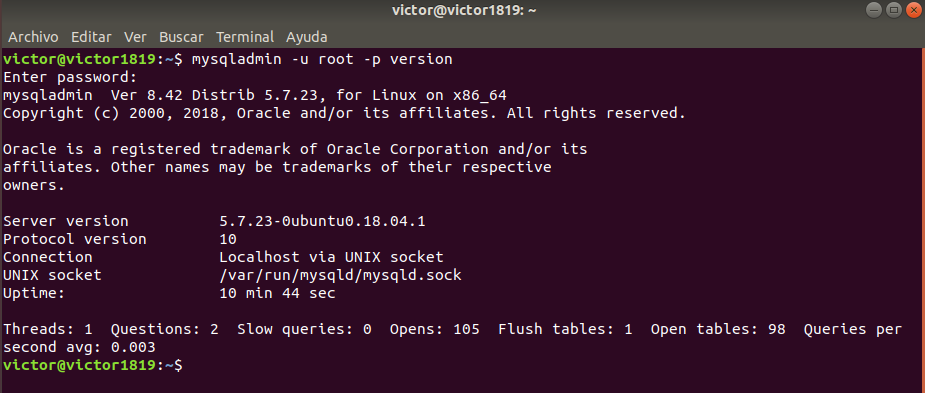 victor@victor1819: ~
Archivo Editar Ver Buscar Terminal Ayuda
victor@victor1819:~$ mysqladmin -u root -p version
Enter password:
mysqladmin  Ver 8.42 Distrib 5.7.23, for Linux on x86_64
Copyright (c) 2000, 2018, Oracle and/or its affiliates. All rights reserved.
Oracle is a registered trademark of Oracle Corporation and/or its
affiliates. Other names may be trademarks of their respective
owners.
Server version          5.7.23-0ubuntu0.18.04.1
Protocol version        10
Connection              Localhost via UNIX socket
UNIX socket             /var/run/mysqld/mysqld.sock
Uptime:                 10 min 44 sec
Threads: 1  Questions: 2  Slow queries: 0  Opens: 105  Flush tables: 1  Open tables: 98  Queries per
second avg: 0.003
victor@victor1819:~$